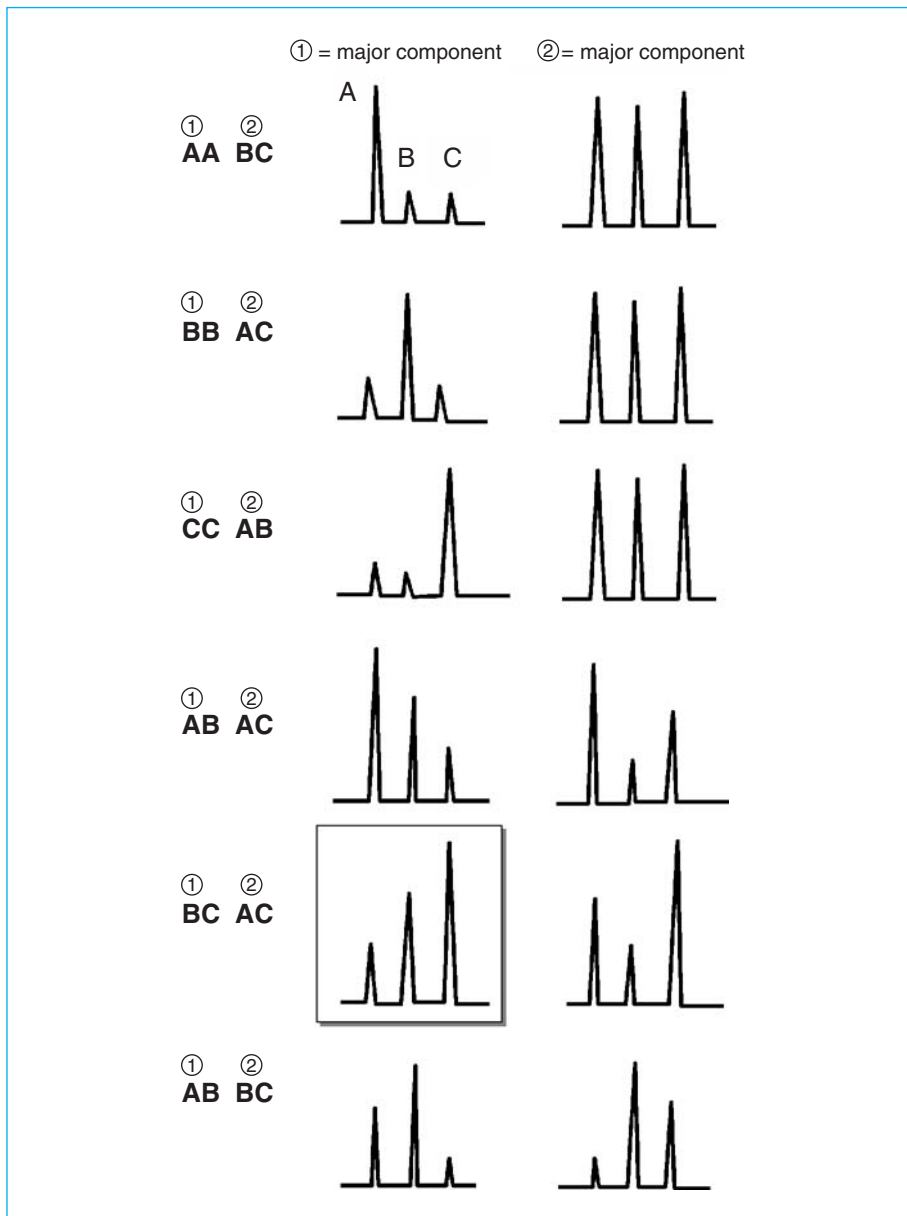 ① = major component ②= major component
A
① ②
AA BC
B C
① ②
BB AC
① ②
CC AB
① ②
AB AC
① ②
BC AC
① ②
AB BC